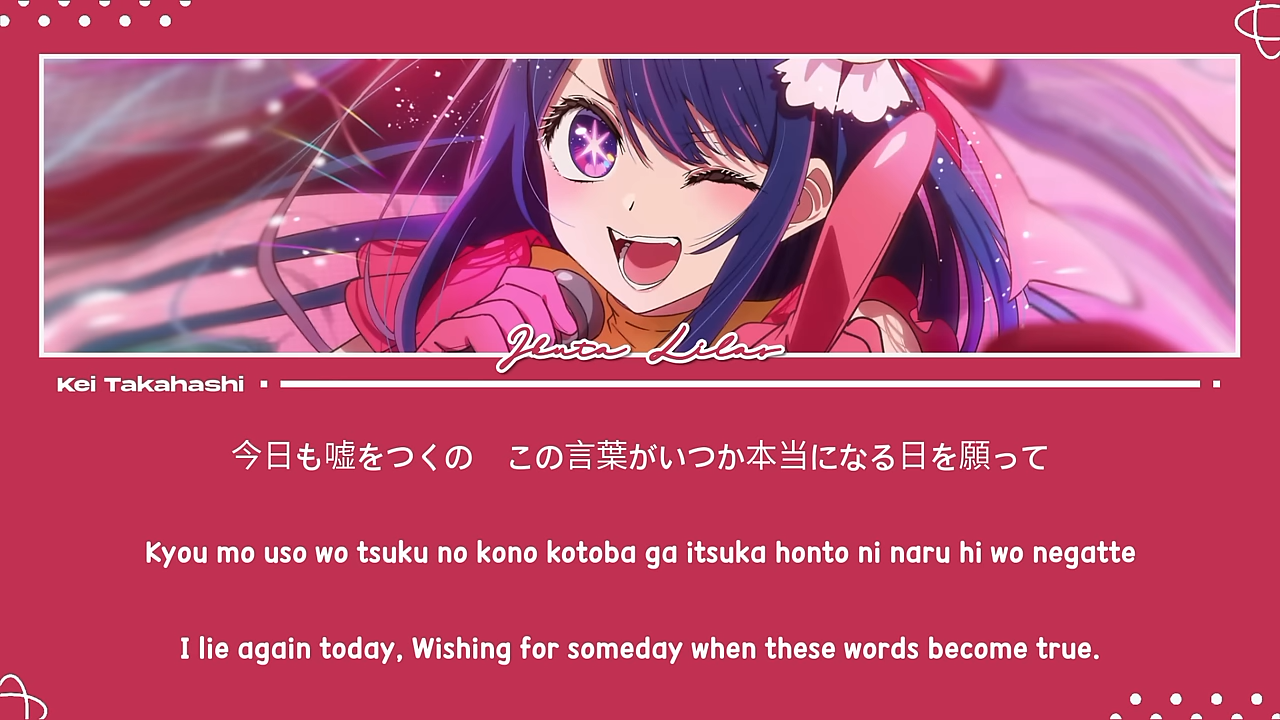 Jenta Lilac
Kei Takahashi
今日も嘘をつくの　この言葉がいつか本当になる日を願って
Kyou mo uso wo tsuku no kono kotoba ga itsuka honto ni naru hi wo negatte
I lie again today, Wishing for someday when these words become true.